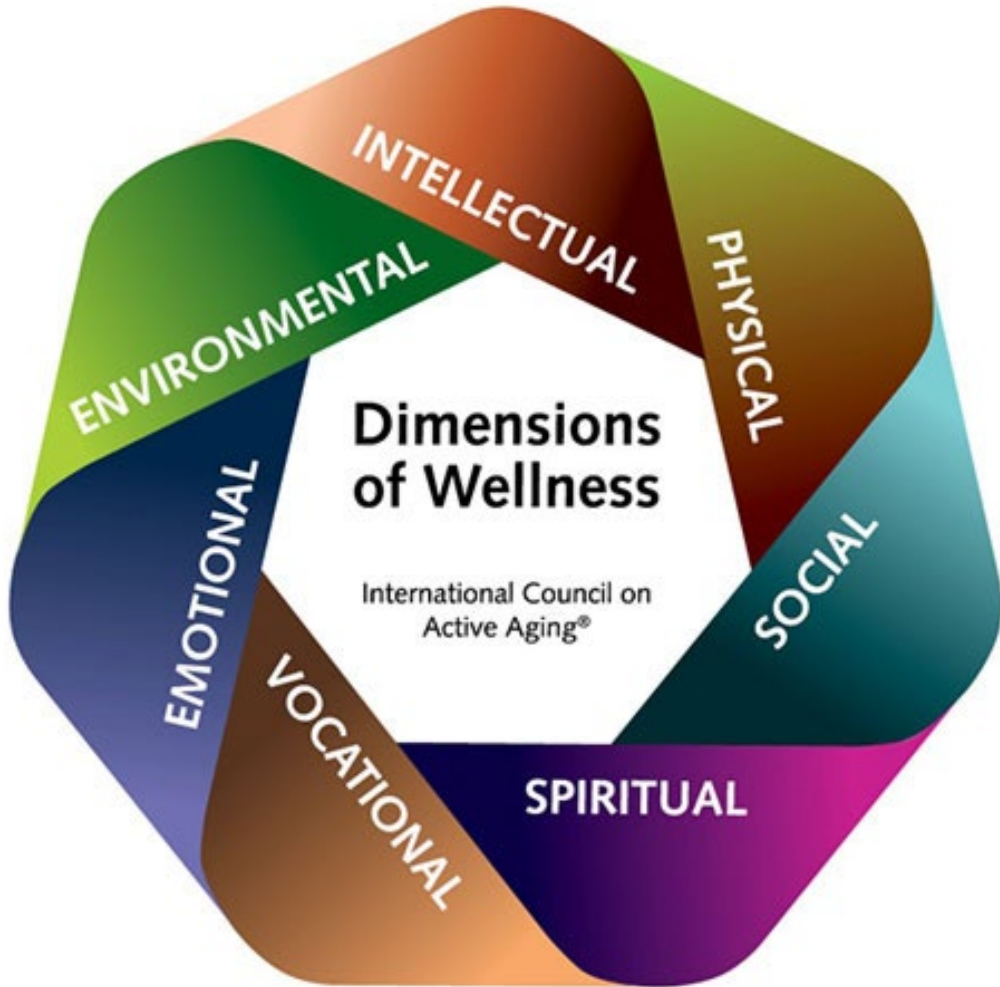 INTELLECTUAL
PHYSICAL
ENVIRONMENTAL
Dimensions
of Wellness
International Council on
Active Aging®
SOCIAL
EMOTIONAL
VOCATIONAL
SPIRITUAL